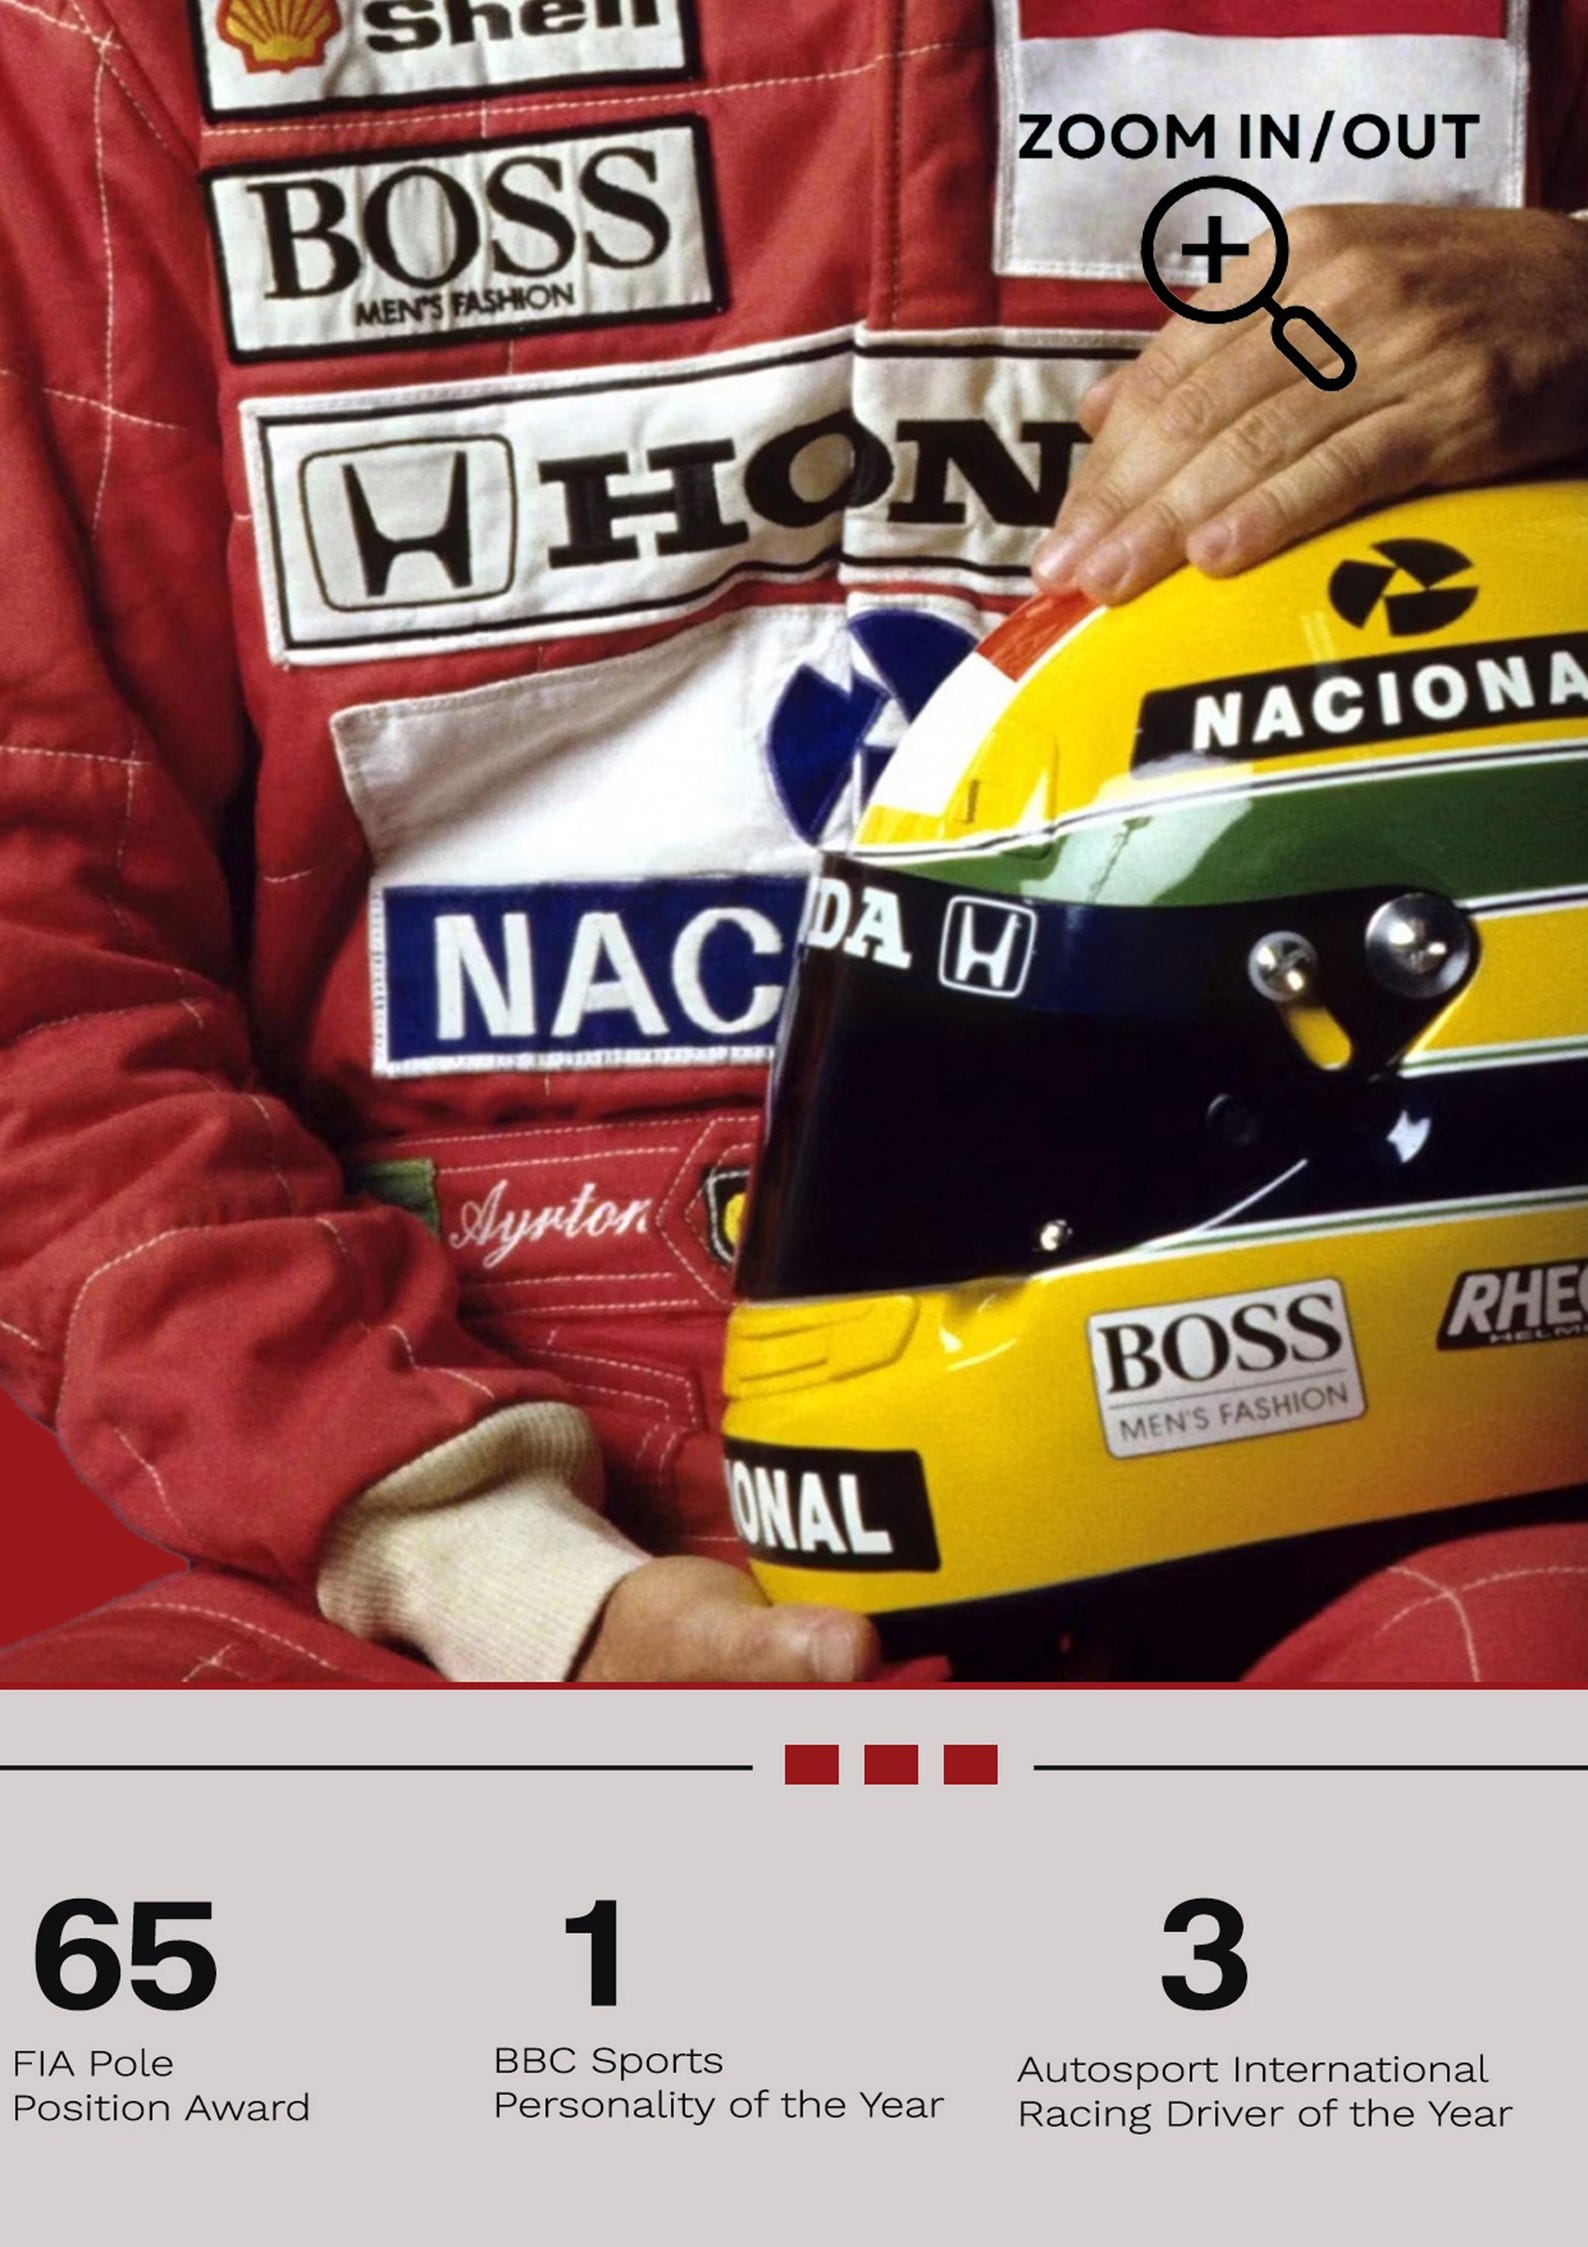 Shell
ZOOM IN/OUT
BOSS
MEN'S FASHION
HON
NACIONA
NAC
DA
Ayrton
BOSS
MEN'S FASHION
RHE
HELM
ONAL
65
1
3
FIA Pole
Position Award
BBC Sports
Personality of the Year
Autosport International
Racing Driver of the Year